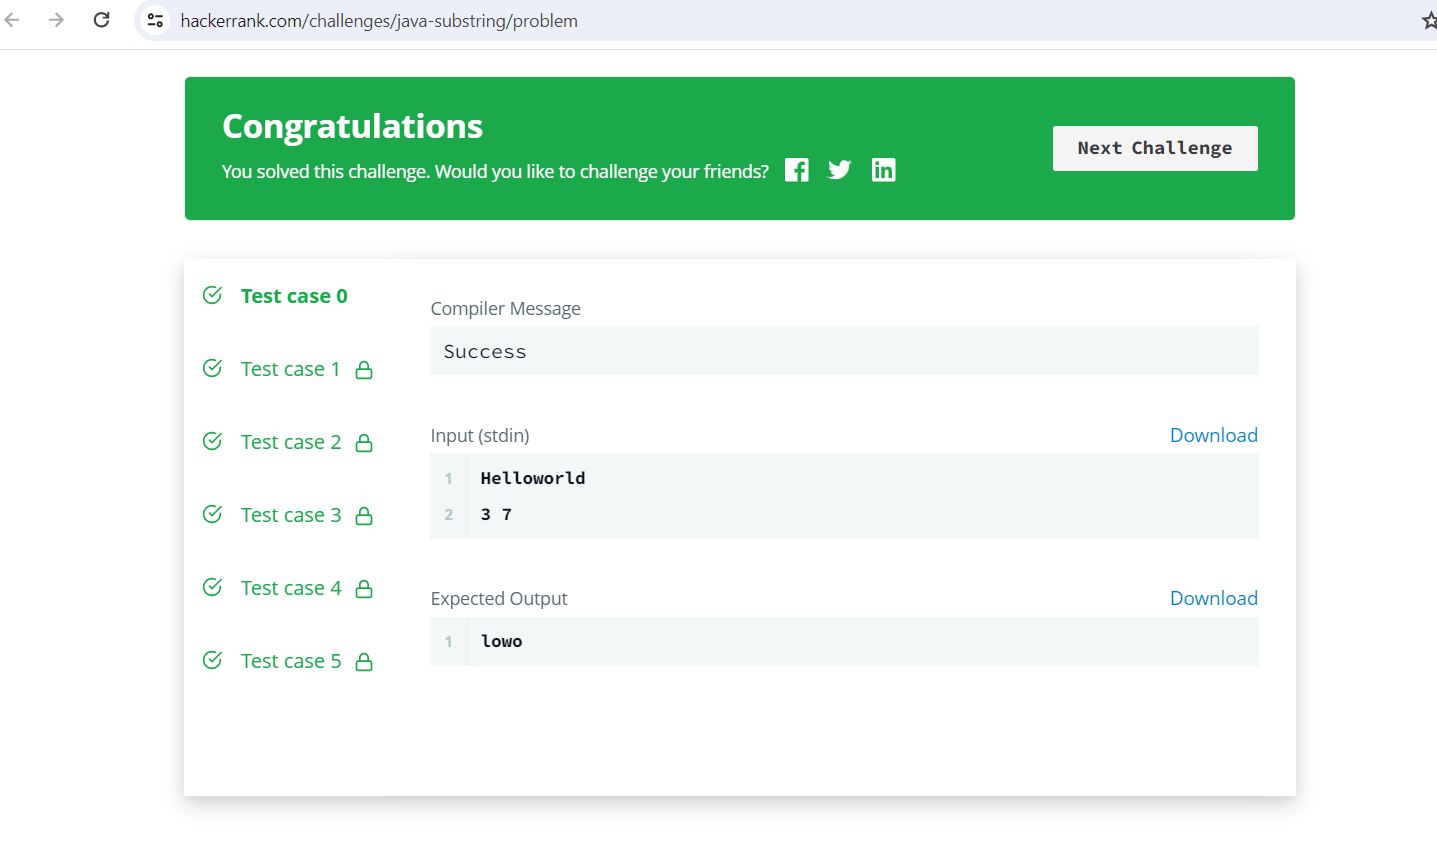 hackerrank.com/challenges/java-substring/problem
Congratulations
You solved this challenge. Would you like to challenge your friends?
Next Challenge
Test case 0
Test case 1
Test case 2
Test case 3
Test case 4
Test case 5
Compiler Message
Success
Input (stdin)
Download
1 Helloworld
2 3 7
Expected Output
Download
1 lowo